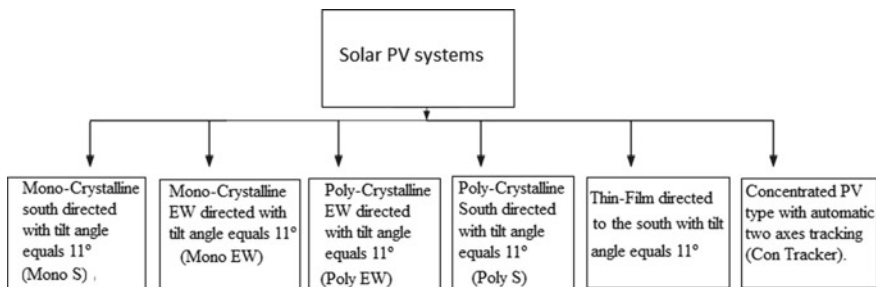 Solar PV systems
Mono-Crystalline
south directed
with tilt angle
equals 11°
(Mono S) .
Mono-Crystalline
EW directed with
tilt angle equals 11°
(Mono EW)
Poly-Crystalline
EW directed
with tilt angle
equals 11°
(Poly EW)
Poly-Crystalline
South directed
with tilt angle
equals 11°
(Poly S)
Thin-Film directed
to the south with tilt
angle equals 11°
Concentrated PV
type with automatic
two axes tracking
(Con Tracker).